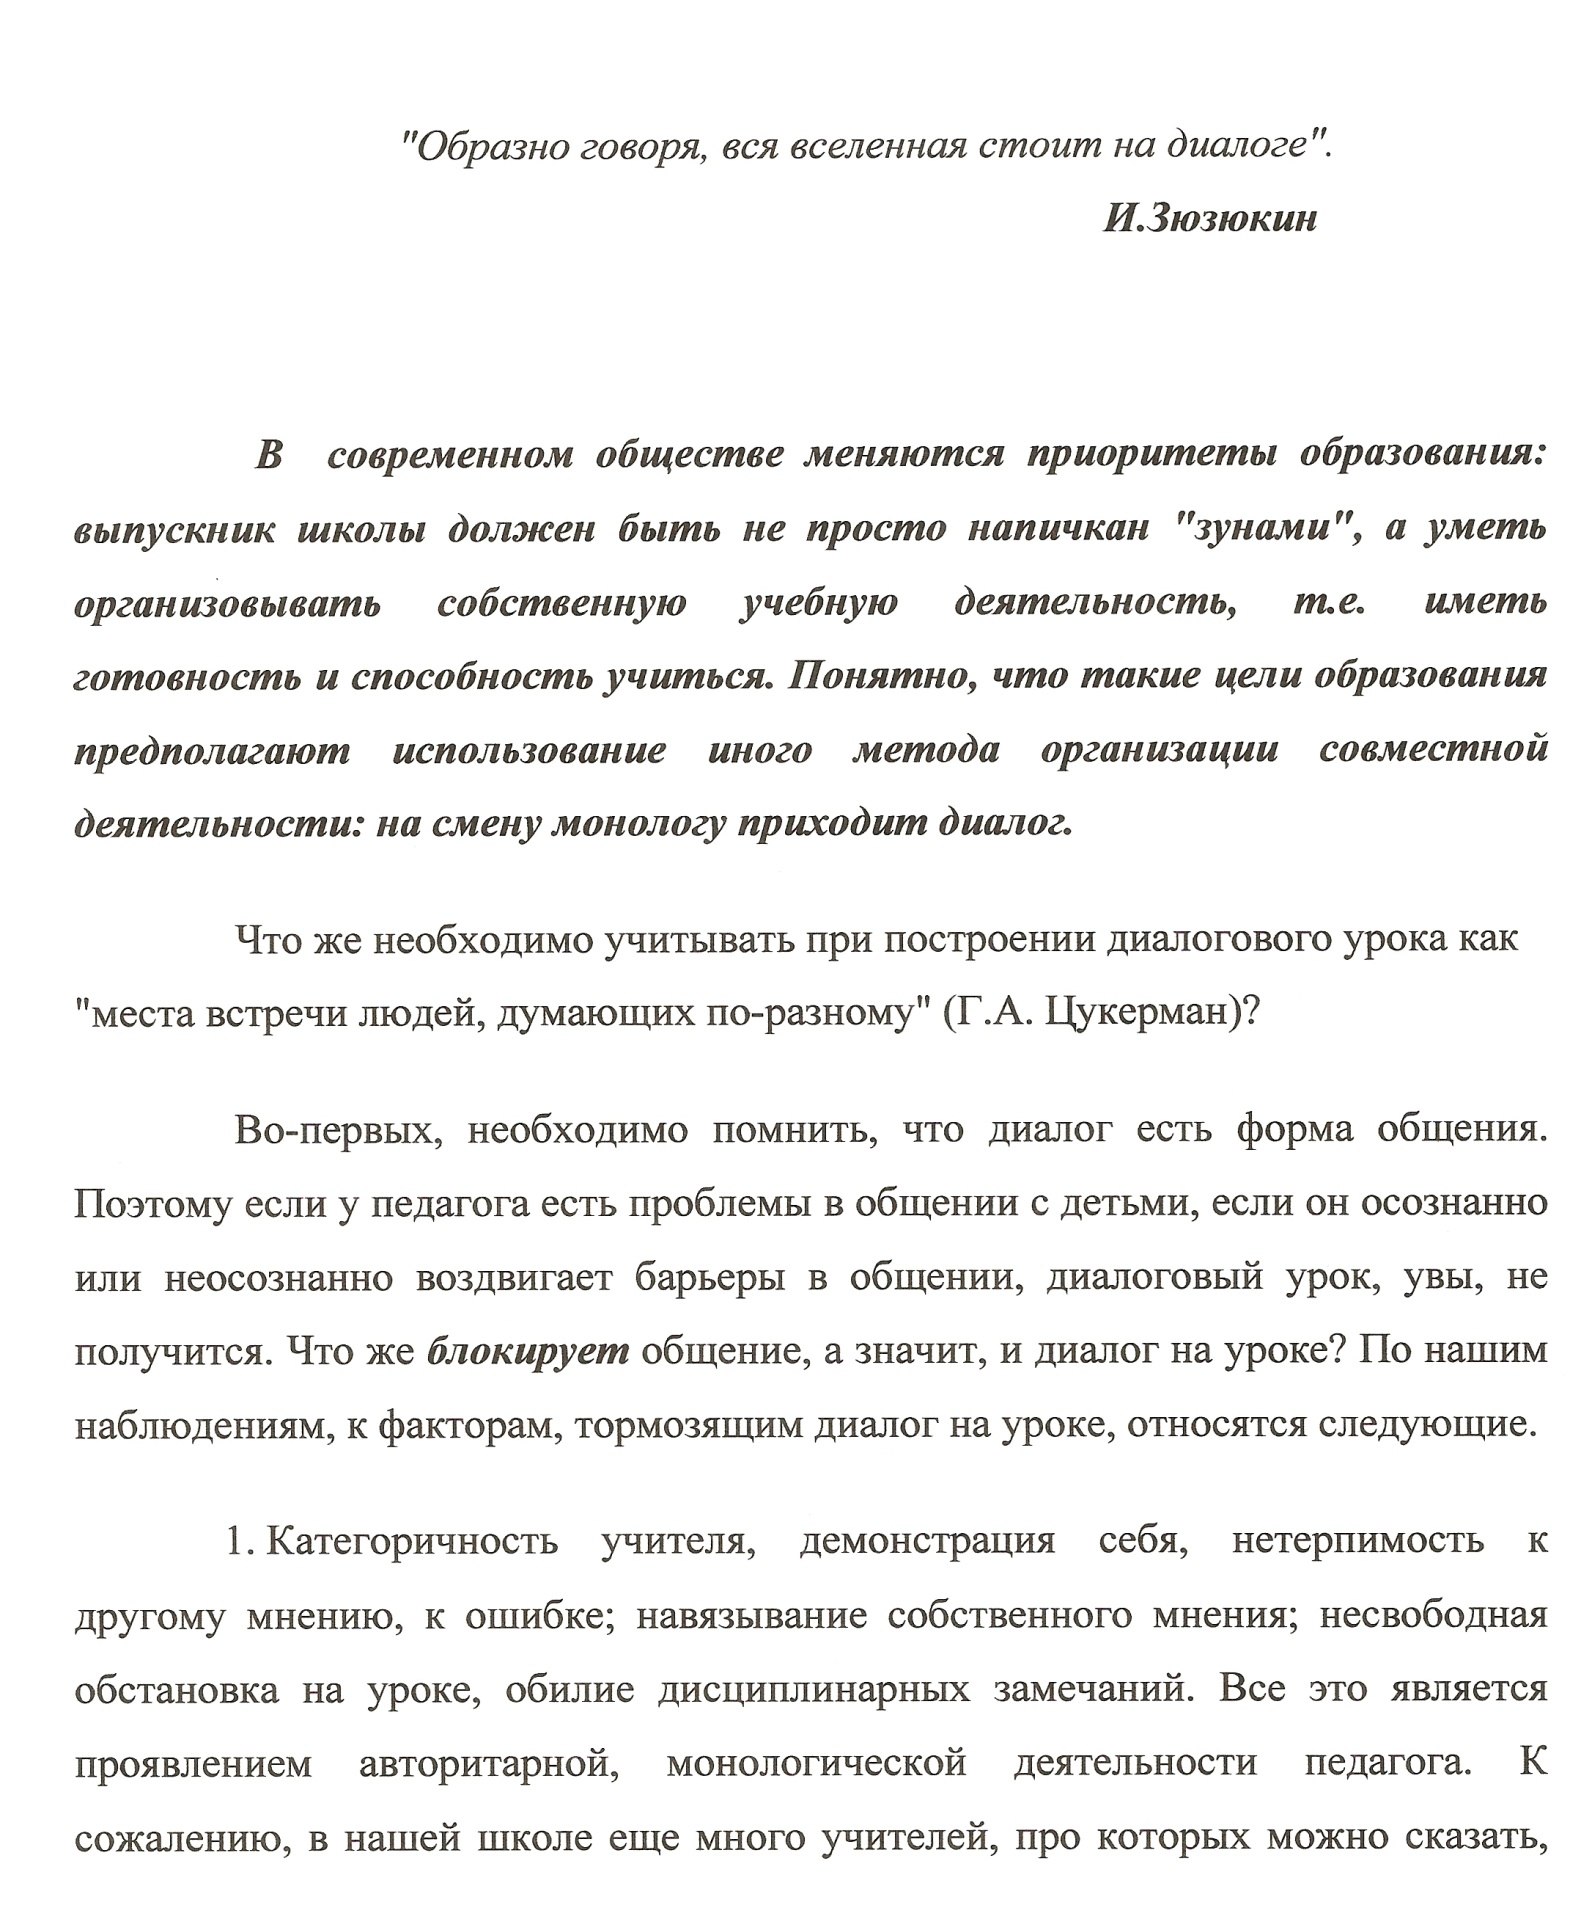 "Образно говоря, вся вселенная стоит на диалоге".
И.Зюзюкин
В современном обществе меняются приоритеты образования:
выпускник школы должен быть не просто напичкан "зунами", а уметь
организовывать собственную учебную деятельность, т.е. иметь
готовность и способность учиться. Понятно, что такие цели образования
предполагают использование иного метода организации совместной
деятельности: на смену монологу приходит диалог.
Что же необходимо учитывать при построении диалогового урока как
"места встречи людей, думающих по-разному" (Г.А. Цукерман)?
Во-первых, необходимо помнить, что диалог есть форма общения.
Поэтому если у педагога есть проблемы в общении с детьми, если он осознанно
или неосознанно воздвигает барьеры в общении, диалоговый урок, увы, не
получится. Что же блокирует общение, а значит, и диалог на уроке? По нашим
наблюдениям, к факторам, тормозящим диалог на уроке, относятся следующие.
1. Категоричность учителя, демонстрация себя, нетерпимость к
другому мнению, к ошибке; навязывание собственного мнения; несвободная
обстановка на уроке, обилие дисциплинарных замечаний. Все это является
проявлением авторитарной, монологической деятельности педагога. К
сожалению, в нашей школе еще много учителей, про которых можно сказать,